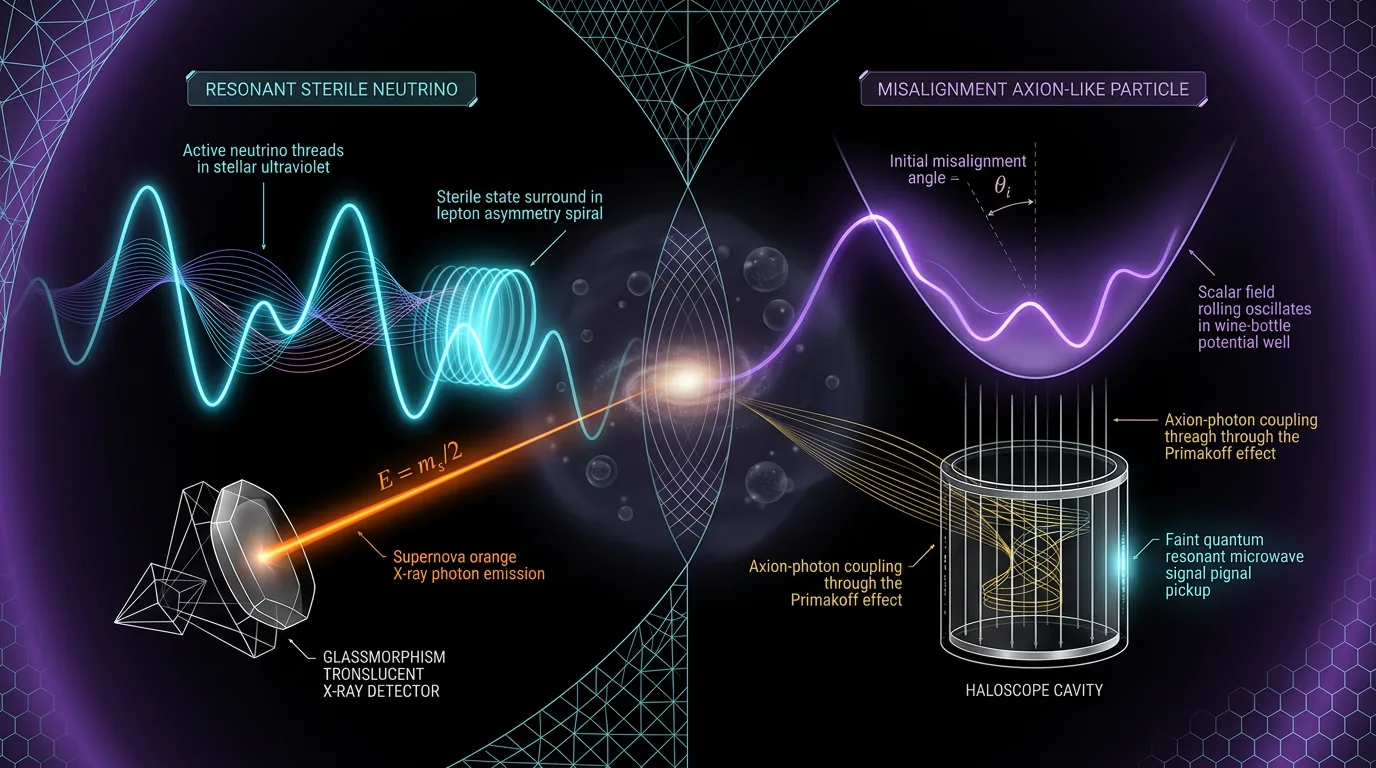 RESONANT STERILE NEUTRINO
Active neutrino threads
in stellar ultraviolet
Sterile state surround in
lepton asymmetry spiral
E = mₛ/2
Supernova orange
X-ray photon emission
GLASSMORPHISM
TRONSLUCENT
X-RAY DETECTOR
MISALIGNMENT AXION-LIKE PARTICLE
Initial misalignment
angle –
θᵢ
Scalar field
rolling oscillates
in wine-bottle
potential well
Axion-photon coupling
threagh through the
Primakoff effect
Axion-photon coupling
through the
Primakoff effect
Faint quantum
resonant microwave
signal pignal
pickup
HALOSCOPE CAVITY